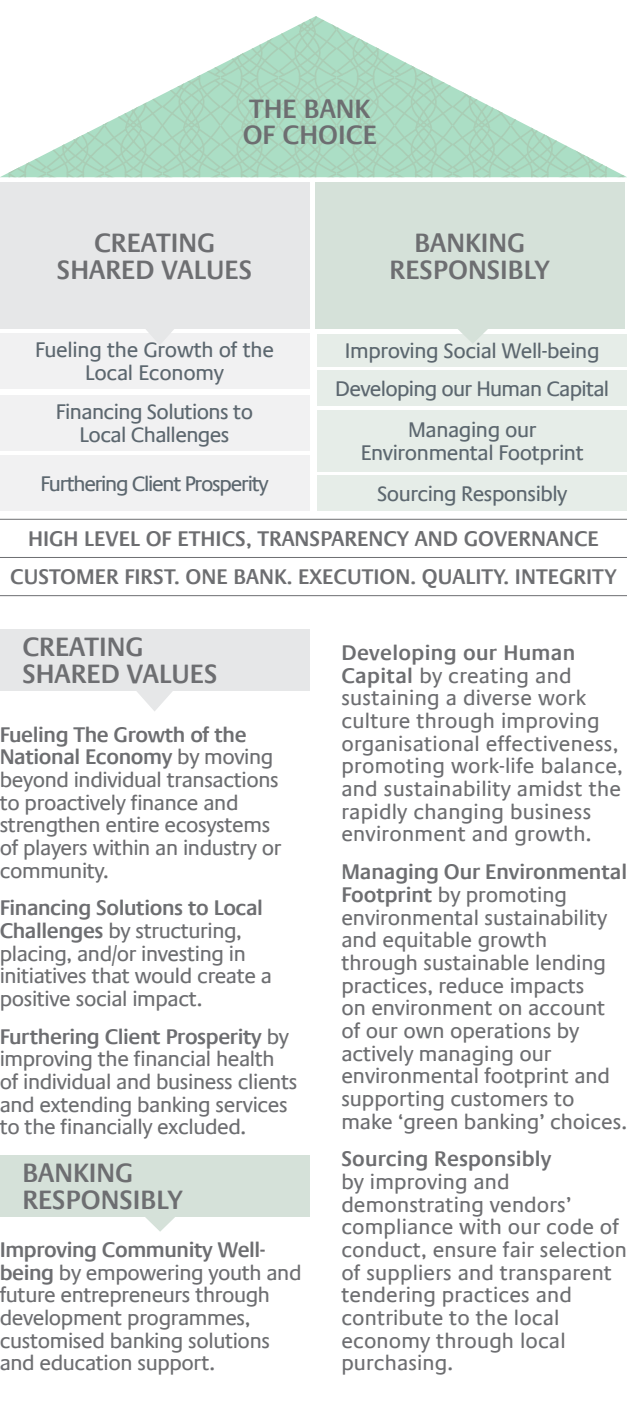 THE BANK
OF CHOICE
CREATING
SHARED VALUES
Fueling the Growth of the
Local Economy
Financing Solutions to
Local Challenges
Furthering Client Prosperity
BANKING
RESPONSIBLY
Improving Social Well-being
Developing our Human Capital
Managing our
Environmental Footprint
Sourcing Responsibly
HIGH LEVEL OF ETHICS, TRANSPARENCY AND GOVERNANCE
CUSTOMER FIRST. ONE BANK. EXECUTION. QUALITY. INTEGRITY
CREATING
SHARED VALUES
Fueling The Growth of the
National Economy by moving
beyond individual transactions
to proactively finance and
strengthen entire ecosystems
of players within an industry or
community.
Financing Solutions to Local
Challenges by structuring,
placing, and/or investing in
initiatives that would create a
positive social impact.
Furthering Client Prosperity by
improving the financial health
of individual and business clients
and extending banking services
to the financially excluded.
BANKING
RESPONSIBLY
Improving Community Well-
being by empowering youth and
future entrepreneurs through
development programmes,
customised banking solutions
and education support.
Developing our Human
Capital by creating and
sustaining a diverse work
culture through improving
organisational effectiveness,
promoting work-life balance,
and sustainability amidst the
rapidly changing business
environment and growth.
Managing Our Environmental
Footprint by promoting
environmental sustainability
and equitable growth
through sustainable lending
practices, reduce impacts
on environment on account
of our own operations by
actively managing our
environmental footprint and
supporting customers to
make ‘green banking’ choices.
Sourcing Responsibly
by improving and
demonstrating vendors’
compliance with our code of
conduct, ensure fair selection
of suppliers and transparent
tendering practices and
contribute to the local
economy through local
purchasing.